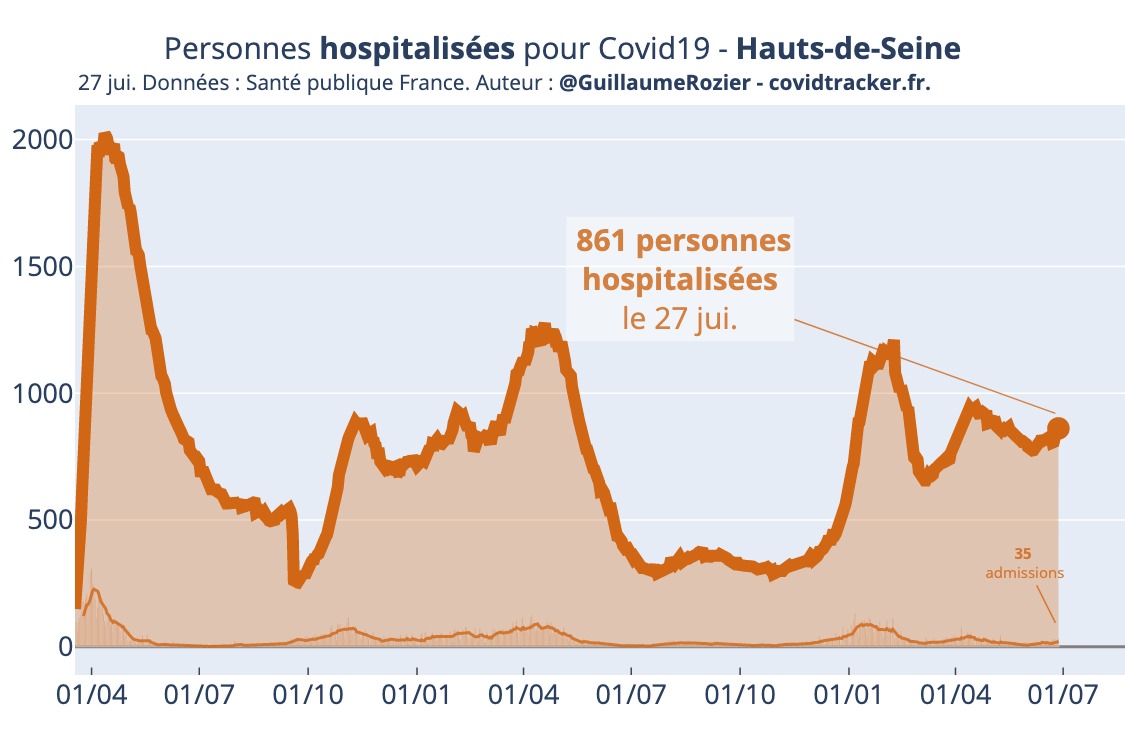 Personnes hospitalisées pour Covid19 - Hauts-de-Seine
27 jui. Données : Santé publique France. Auteur : @GuillaumeRozier - covidtracker.fr.
2000
1500
1000
500
0
861 personnes
hospitalisées
le 27 jui.
35
admissions
01/04 01/07 01/10 01/01 01/04 01/07 01/10 01/01 01/04 01/07